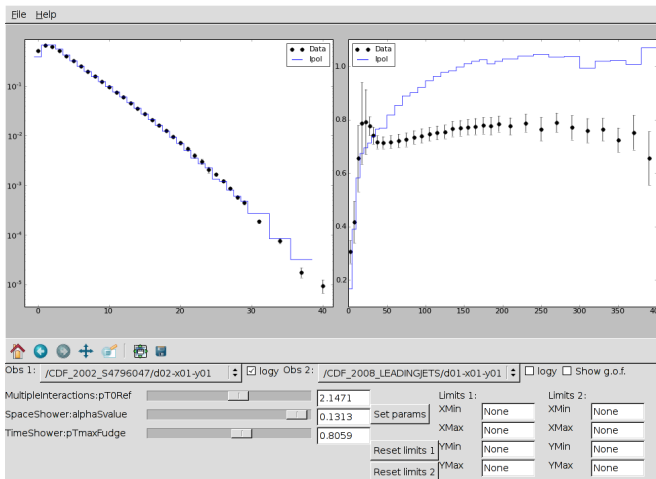 File Help
Data
Ipol
10⁻¹
10⁻²
10⁻³
10⁻⁴
10⁻⁵
0 10 20 30 40
Data
Ipol
1.0
0.8
0.6
0.4
0.2
0 50 100 150 200 250 300 350 40
Obs 1: /CDF_2002_S4796047/d02-x01-y01 logy Obs 2: /CDF_2008_LEADINGJETS/d01-x01-y01 logy Show g.o.f.
MultipleInteractions:pT0Ref 2.1471 Limits 1: Limits 2:
XMin None XMin None
SpaceShower:alphaSvalue 0.1313 Set params
XMax None XMax None
TimeShower:pTmaxFudge 0.8059
Reset limits 1 YMin None YMin None
Reset limits 2 YMax None YMax None